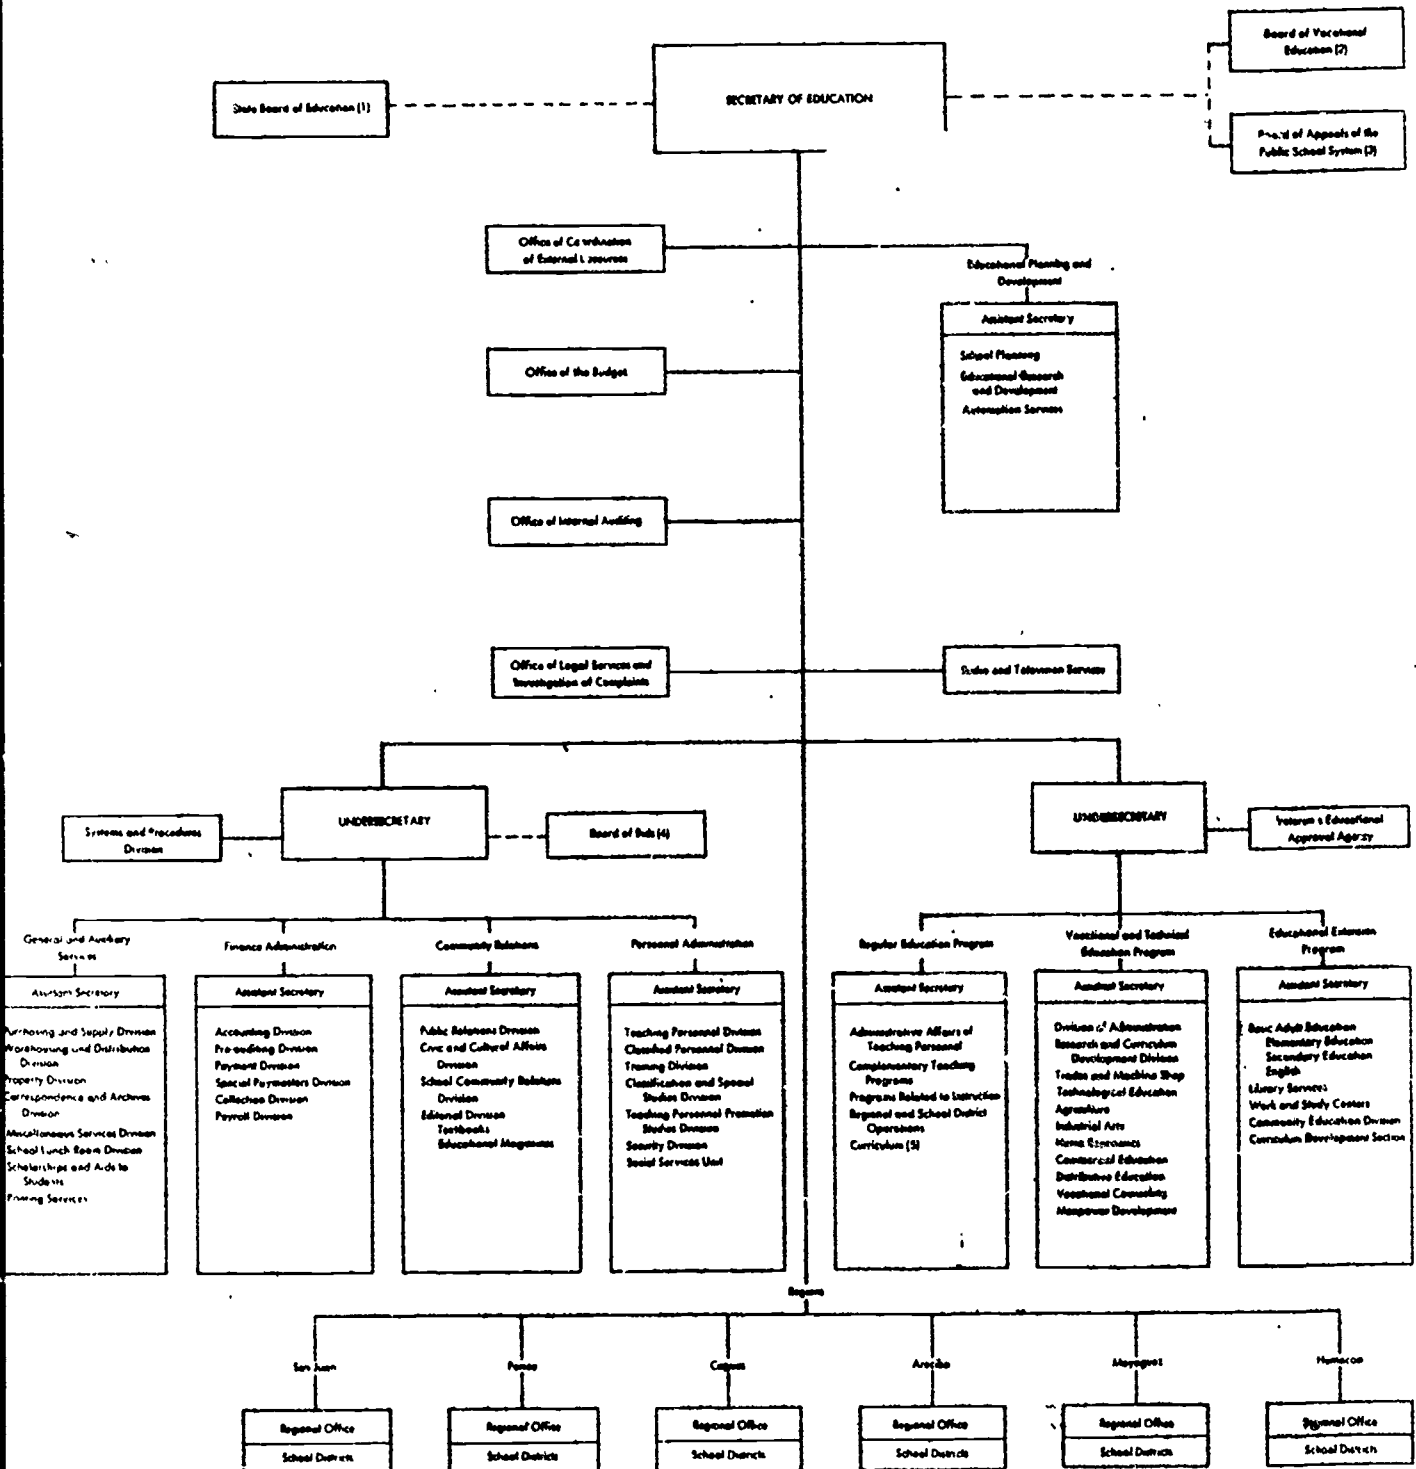 Board of Vocational
Education (2)
State Board of Education (1)
SECRETARY OF EDUCATION
Board of Appeals of the
Public School System (3)
Office of Coordination
of External Resources
Educational Planning and
Development
Assistant Secretary
School Planning
Educational Research
and Development
Automation Services
Office of the Budget
Office of Internal Auditing
Office of Legal Services and
Investigation of Complaints
Radio and Television Services
UNDERSECRETARY
Systems and Procedures
Division
Board of Bids (4)
UNDERSECRETARY
Veteran's Educational
Approval Agency
General and Auxiliary
Services
Assistant Secretary
Purchasing and Supply Division
Warehousing and Distribution
Division
Property Division
Correspondence and Archives
Division
Miscellaneous Services Division
School Lunch Room Division
Scholarships and Aids to
Students
Printing Services
Finance Administration
Assistant Secretary
Accounting Division
Pre-auditing Division
Payment Division
Special Paymasters Division
Collection Division
Payroll Division
Community Relations
Assistant Secretary
Public Relations Division
Civic and Cultural Affairs
Division
School Community Relations
Division
Editorial Division
Textbooks
Educational Magazines
Personnel Administration
Assistant Secretary
Teaching Personnel Division
Classified Personnel Division
Training Division
Classification and Special
Studies Division
Teaching Personnel Promotion
Studies Division
Security Division
Social Services Unit
Regular Education Program
Assistant Secretary
Administrative Affairs of
Teaching Personnel
Complementary Teaching
Programs
Programs Related to Instruction
Regional and School District
Operations
Curriculum (5)
Vocational and Technical
Education Program
Assistant Secretary
Division of Administration
Research and Curriculum
Development Division
Trades and Machine Shop
Technological Education
Agriculture
Industrial Arts
Home Economics
Commercial Education
Distributive Education
Vocational Counseling
Manpower Development
Educational Extension
Program
Assistant Secretary
Basic Adult Education
Elementary Education
Secondary Education
English
Library Services
Work and Study Centers
Community Education Division
Curriculum Development Section
Regions
San Juan
Ponce
Caguas
Arecibo
Mayaguez
Humacao
Regional Office
School Districts
Regional Office
School Districts
Regional Office
School Districts
Regional Office
School Districts
Regional Office
School Districts
Regional Office
School Districts